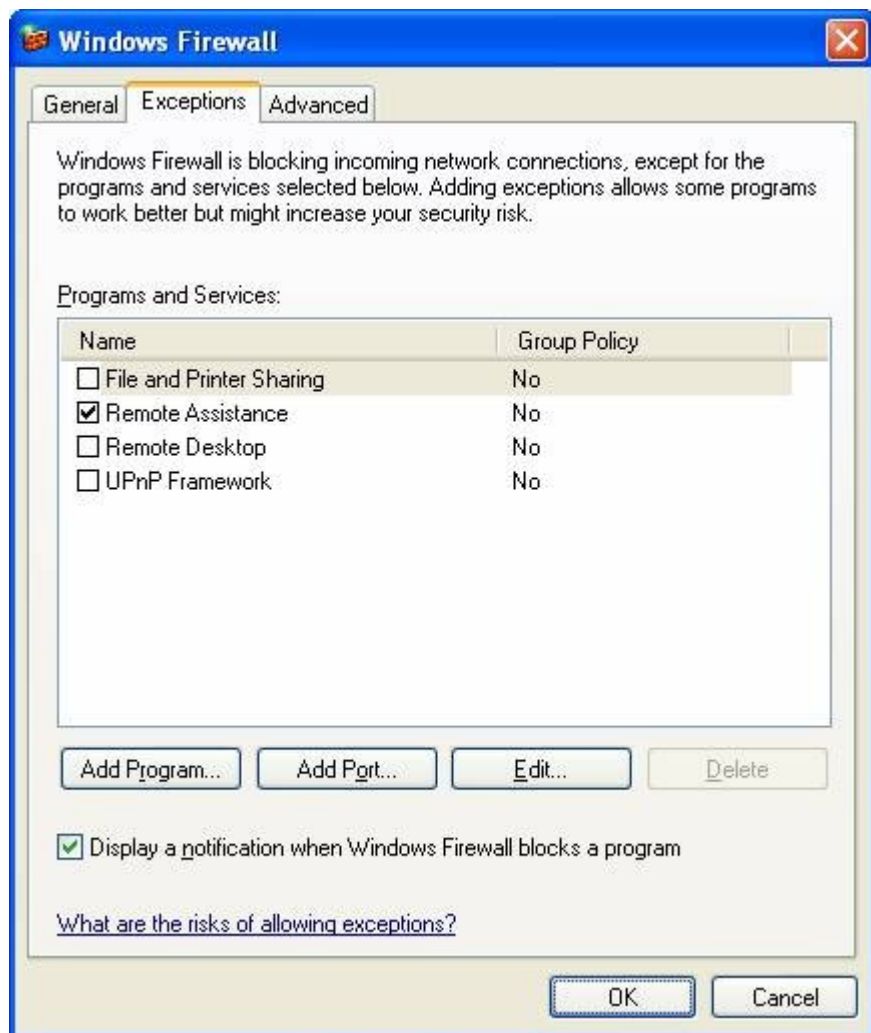 Windows Firewall
General Exceptions Advanced
Windows Firewall is blocking incoming network connections, except for the
programs and services selected below. Adding exceptions allows some programs
to work better but might increase your security risk.
Programs and Services:
Name Group Policy
File and Printer Sharing No
Remote Assistance No
Remote Desktop No
UPnP Framework No
Add Program... Add Port... Edit... Delete
Display a notification when Windows Firewall blocks a program
What are the risks of allowing exceptions?
OK Cancel